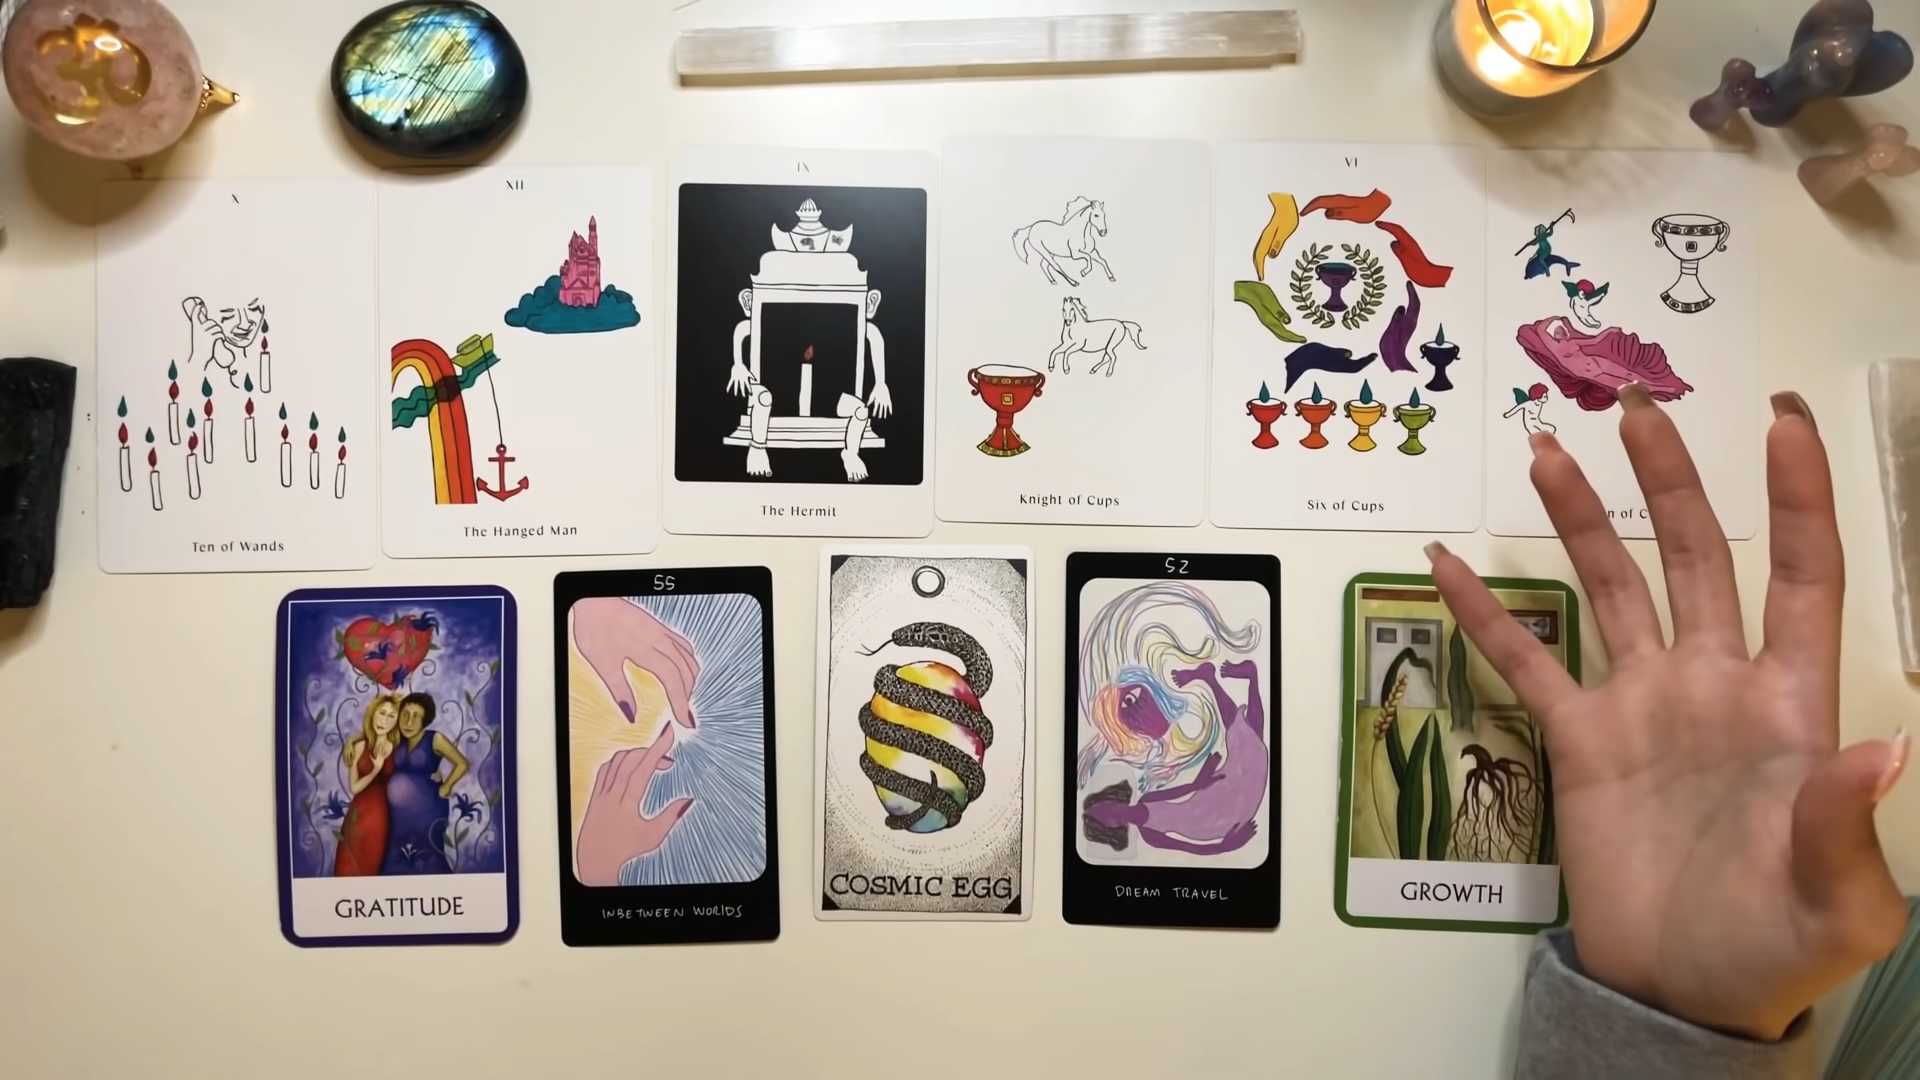 X
XII
IX
VI
Ten of Wands
The Hanged Man
The Hermit
Knight of Cups
Six of Cups
55
52
GRATITUDE
INBETWEEN WORLDS
COSMIC EGG
DREAM TRAVEL
GROWTH